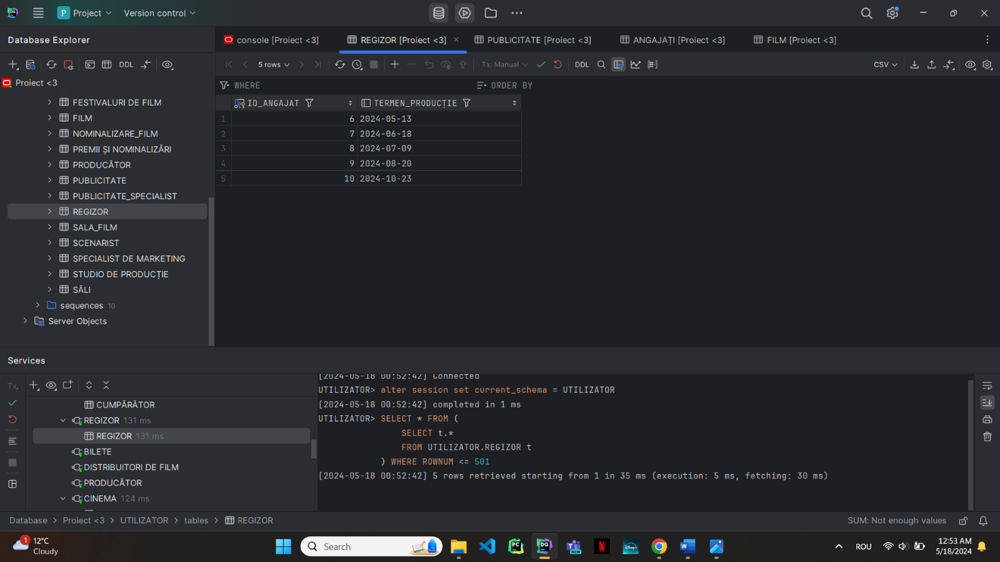 P Project Version control
Database Explorer
console [Proiect <3] REGIZOR [Proiect <3] PUBLICITATE [Proiect <3] ANGAJAȚI [Proiect <3] FILM [Proiect <3]
DDL
5 rows Tx: Manual DDL CSV
Proiect <3
WHERE ORDER BY
ID_ANGAJAT TERMEN_PRODUCȚIE
1 6 2024-05-13
2 7 2024-06-18
3 8 2024-07-09
4 9 2024-08-20
5 10 2024-10-23
FESTIVALURI DE FILM
FILM
NOMINALIZARE_FILM
PREMII ȘI NOMINALIZĂRI
PRODUCĂTOR
PUBLICITATE
PUBLICITATE_SPECIALIST
REGIZOR
SALA_FILM
SCENARIST
SPECIALIST DE MARKETING
STUDIO DE PRODUCȚIE
SĂLI
sequences 10
Server Objects
Services
Tx
CUMPĂRĂTOR
REGIZOR 131 ms
REGIZOR 131 ms
BILETE
DISTRIBUITORI DE FILM
PRODUCĂTOR
CINEMA 124 ms
[2024-05-18 00:52:42] Connected
UTILIZATOR> alter session set current_schema = UTILIZATOR
[2024-05-18 00:52:42] completed in 1 ms
UTILIZATOR> SELECT * FROM (
SELECT t.*
FROM UTILIZATOR.REGIZOR t
) WHERE ROWNUM <= 501
[2024-05-18 00:52:42] 5 rows retrieved starting from 1 in 35 ms (execution: 5 ms, fetching: 30 ms)
Database > Proiect <3 > UTILIZATOR > tables > REGIZOR SUM: Not enough values
1 12°C
Cloudy
Search
PC
DG
NEW
N
Disney+
W
ROU
12:53 AM
5/18/2024